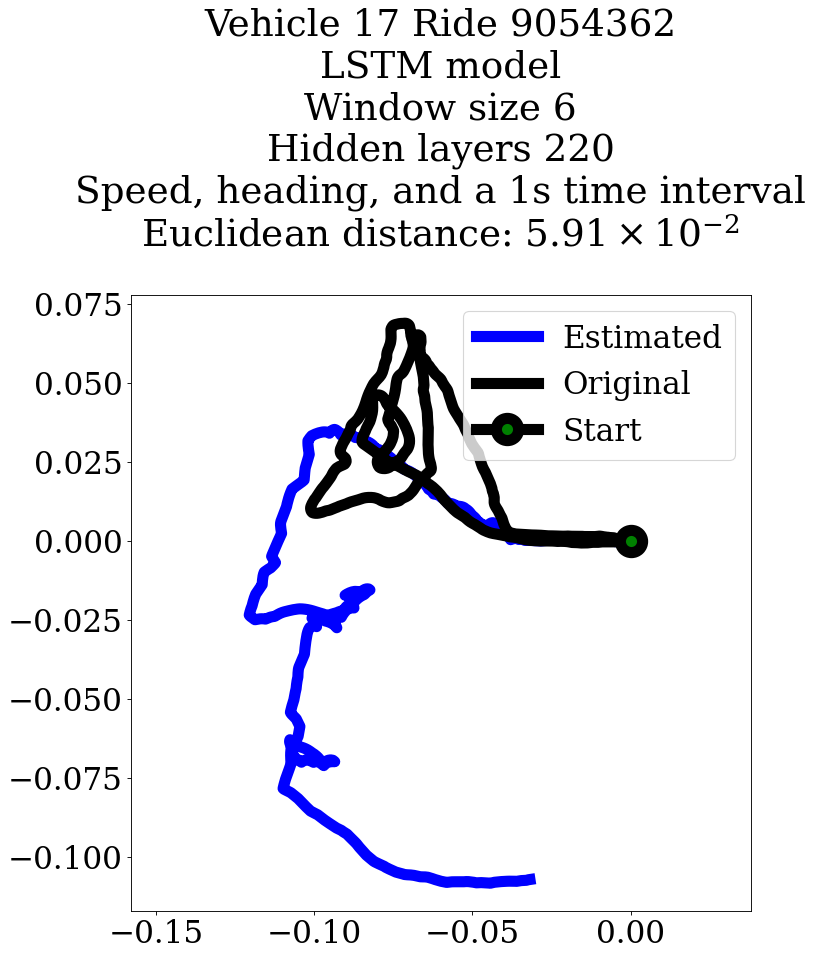 Vehicle 17 Ride 9054362
LSTM model
Window size 6
Hidden layers 220
Speed, heading, and a 1s time interval
Euclidean distance: 5.91 × 10⁻²
Estimated
Original
Start
0.075
0.050
0.025
0.000
−0.025
−0.050
−0.075
−0.100
−0.15 −0.10 −0.05 0.00